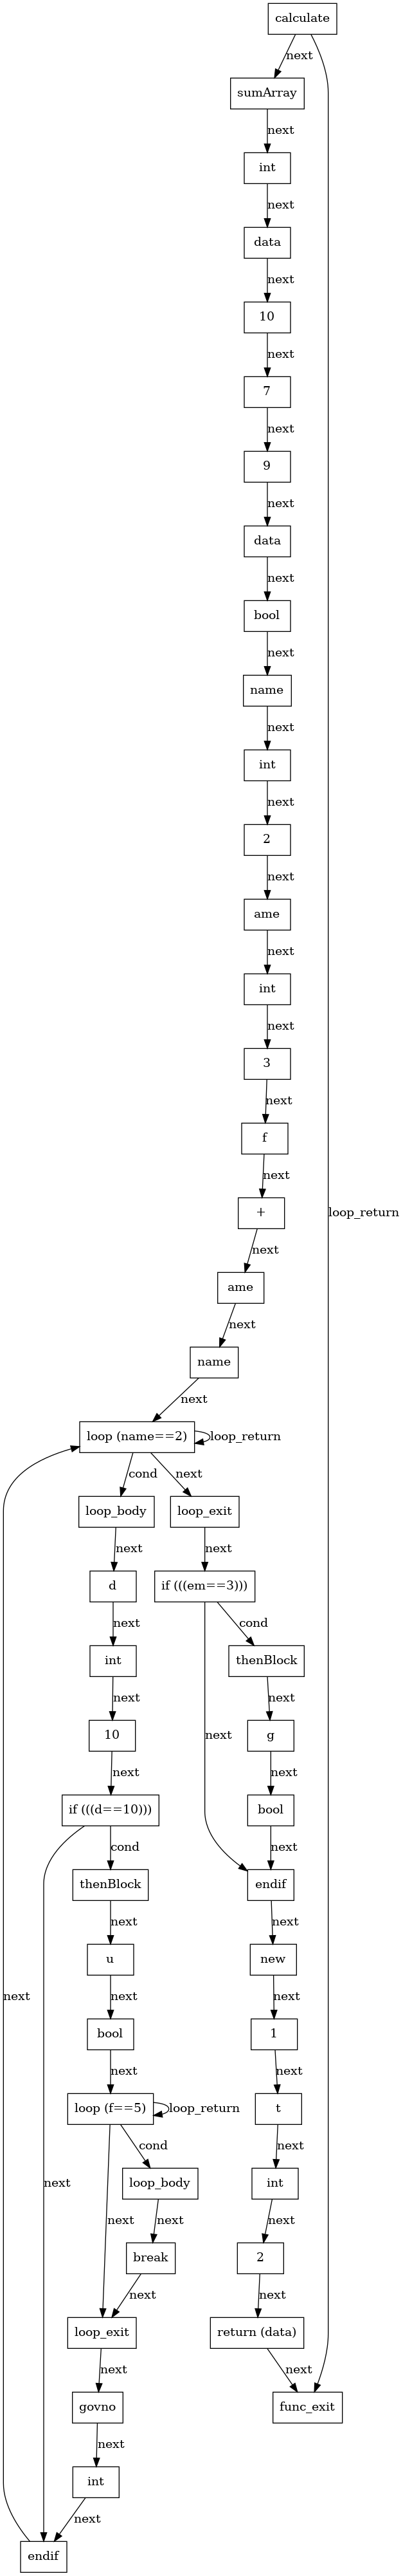 calculate
next
sumArray
next
int
next
data
next
10
next
7
next
9
next
data
next
bool
next
name
next
int
next
2
next
ame
next
int
next
3
next
f
next
+
loop_return
next
ame
next
name
next
loop (name==2)
loop_return
cond
next
loop_body
loop_exit
next
next
d
if (((em==3)))
next
cond
int
thenBlock
next
next
next
10
g
next
next
if (((d==10)))
bool
cond
next
thenBlock
endif
next
next
u
new
next
next
next
bool
1
next
next
loop (f==5)
loop_return
t
cond
next
next
loop_body
int
next
next
next
break
2
next
next
loop_exit
return (data)
next
next
govno
func_exit
next
int
next
endif